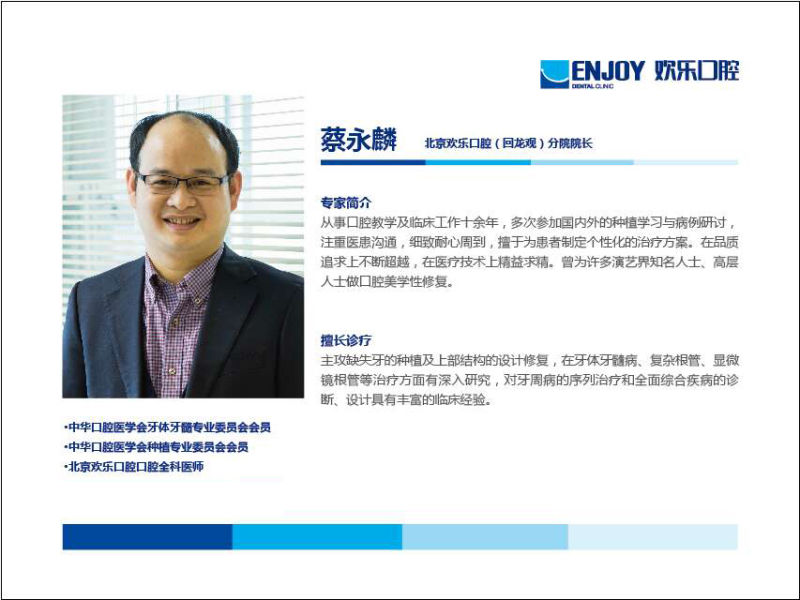 ENJOY 欢乐口腔
DENTAL CLINIC
蔡永麟 北京欢乐口腔（回龙观）分院院长
专家简介
从事口腔教学及临床工作十余年，多次参加国内外的种植学习与病例研讨，
注重医患沟通，细致耐心周到，擅于为患者制定个性化的治疗方案。在品质
追求上不断超越，在医疗技术上精益求精。曾为许多演艺界知名人士、高层
人士做口腔美学性修复。
擅长诊疗
主攻缺失牙的种植及上部结构的设计修复，在牙体牙髓病、复杂根管、显微
镜根管等治疗方面有深入研究，对牙周病的序列治疗和全面综合疾病的诊
断、设计具有丰富的临床经验。
·中华口腔医学会牙体牙髓专业委员会会员
·中华口腔医学会种植专业委员会会员
·北京欢乐口腔口腔全科医师